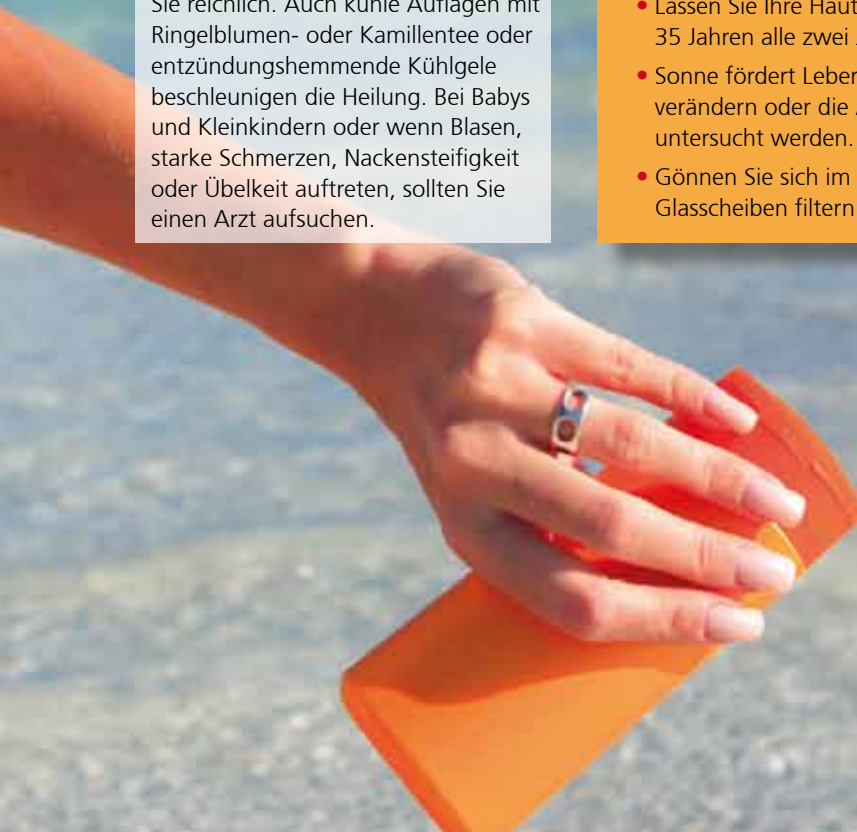 Sie reichlich. Auch kühle Auflagen mit
Ringelblumen- oder Kamillentee oder
entzündungshemmende Kühlgele
beschleunigen die Heilung. Bei Babys
und Kleinkindern oder wenn Blasen,
starke Schmerzen, Nackensteifigkeit
oder Übelkeit auftreten, sollten Sie
einen Arzt aufsuchen.
• Lassen Sie Ihre Haut
35 Jahren alle zwei
• Sonne fördert Leber
verändern oder die
untersucht werden.
• Gönnen Sie sich im
Glasscheiben filtern